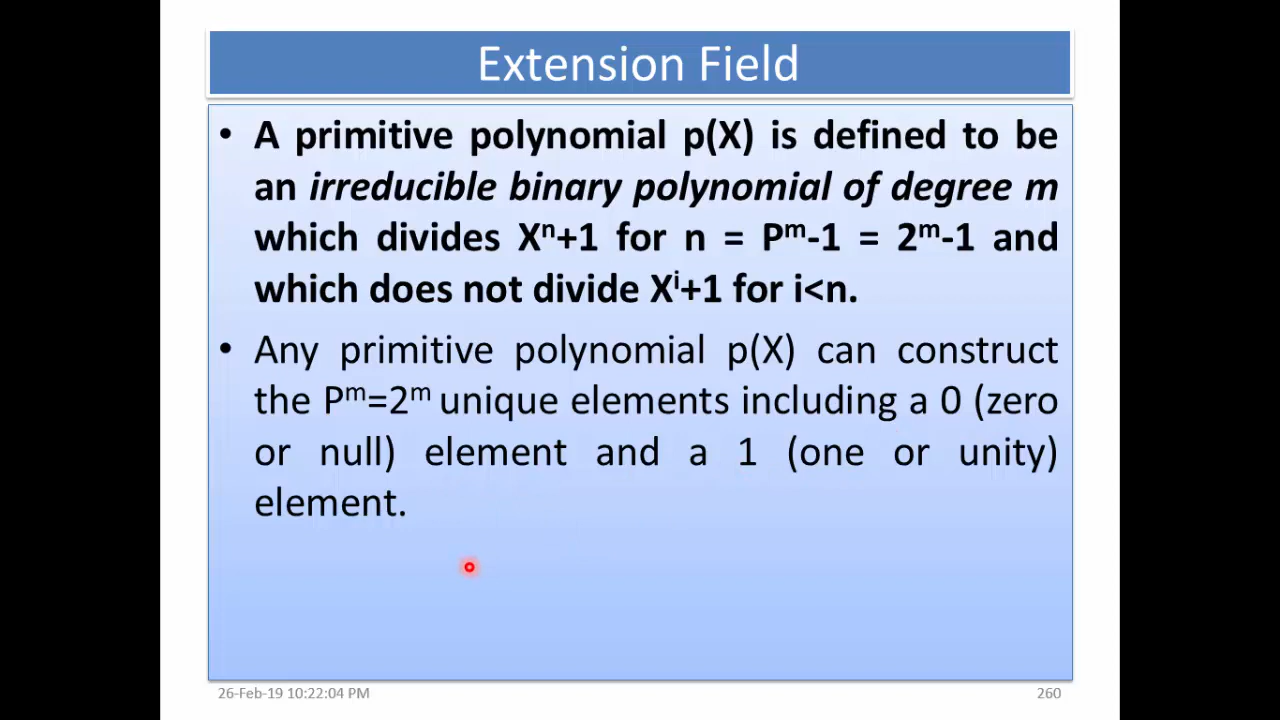 Extension Field
• A primitive polynomial p(X) is defined to be
an irreducible binary polynomial of degree m
which divides Xⁿ+1 for n = Pᵐ-1 = 2ᵐ-1 and
which does not divide Xⁱ+1 for i<n.
• Any primitive polynomial p(X) can construct
the Pᵐ=2ᵐ unique elements including a 0 (zero
or null) element and a 1 (one or unity)
element.
26-Feb-19 10:22:04 PM
260